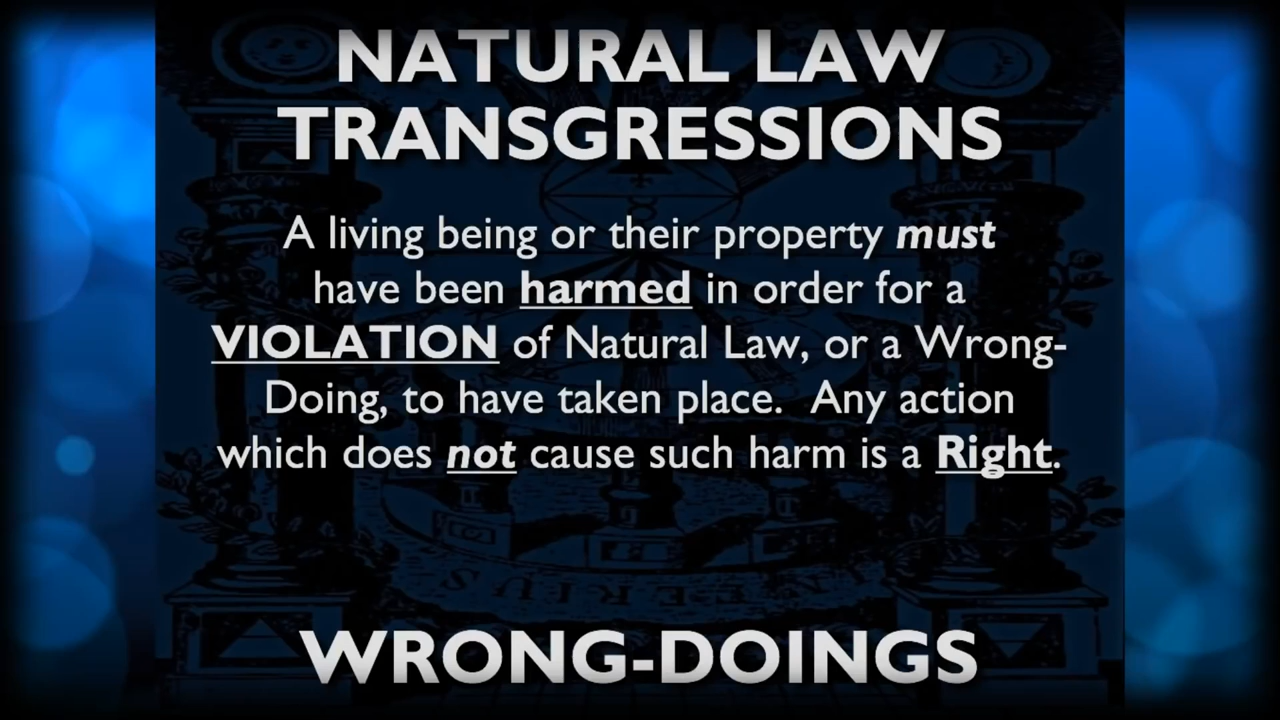 NATURAL LAW
TRANSGRESSIONS
A living being or their property must
have been harmed in order for a
VIOLATION of Natural Law, or a Wrong-
Doing, to have taken place. Any action
which does not cause such harm is a Right.
WRONG-DOINGS